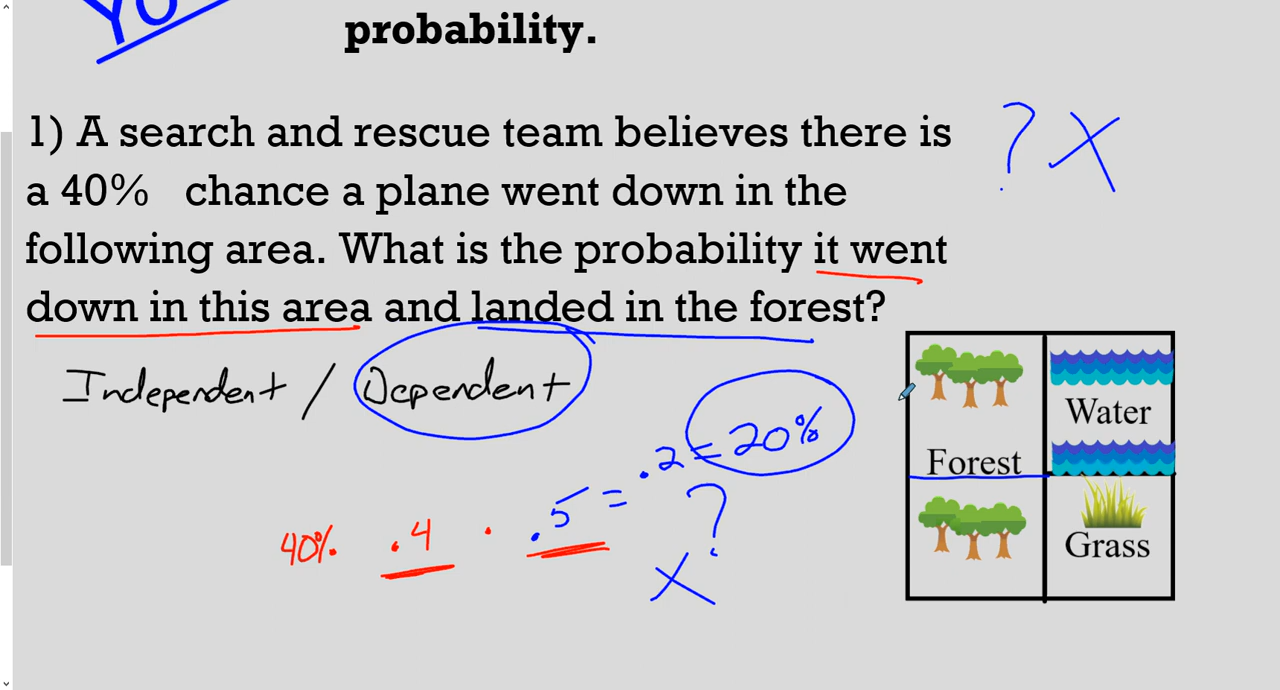 YO
probability.
1) A search and rescue team believes there is
a 40% chance a plane went down in the
following area. What is the probability it went
down in this area and landed in the forest?
? X
Independent / Dependent
40% .4 · .5 = .2 = 20%
?
X
Forest
Water
Grass